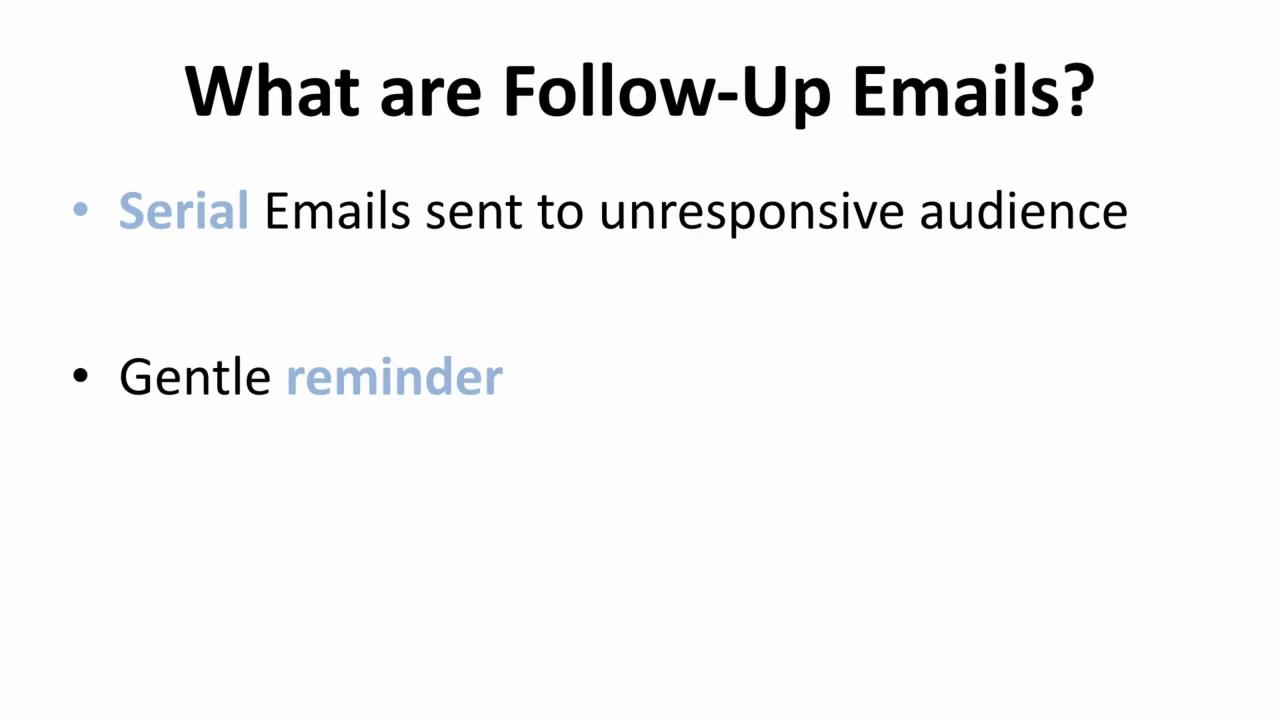 What are Follow-Up Emails?
• Serial Emails sent to unresponsive audience
• Gentle reminder